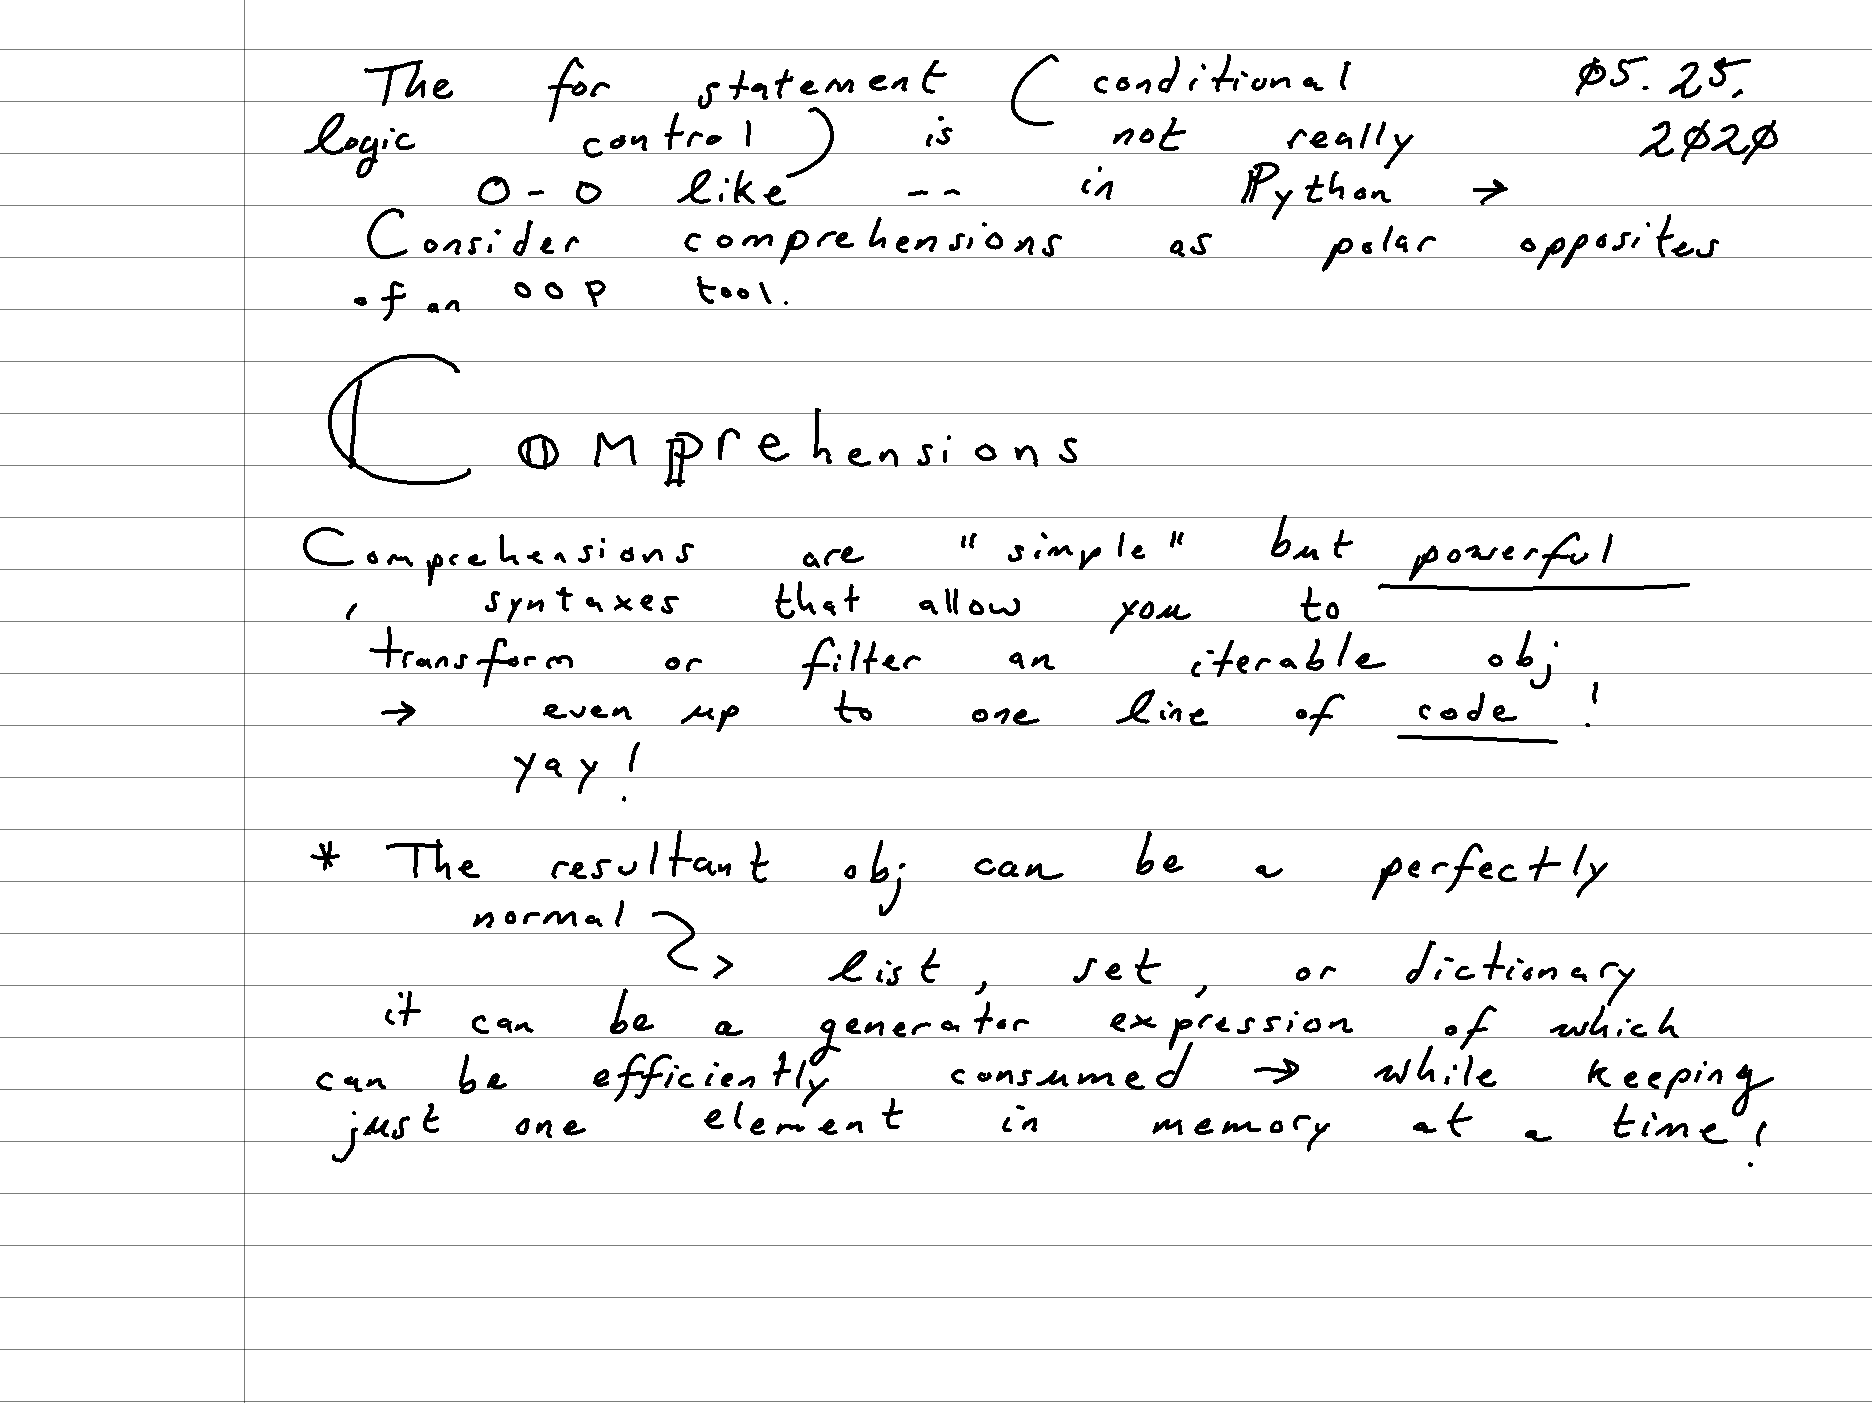 The for statement (conditional
Ø5.25.
logic control) is not really
2Ø2Ø
O-O like -- in Python →
Consider comprehensions as polar opposites
of an OOP tool.
Comprehensions
Comprehensions are "simple" but powerful
, syntaxes that allow you to
transform or filter an iterable obj
→ even up to one line of code!
yay!
* The resultant obj can be a perfectly
normal
→ list, set, or dictionary
it can be a generator expression of which
can be efficiently consumed → while keeping
just one element in memory at a time!